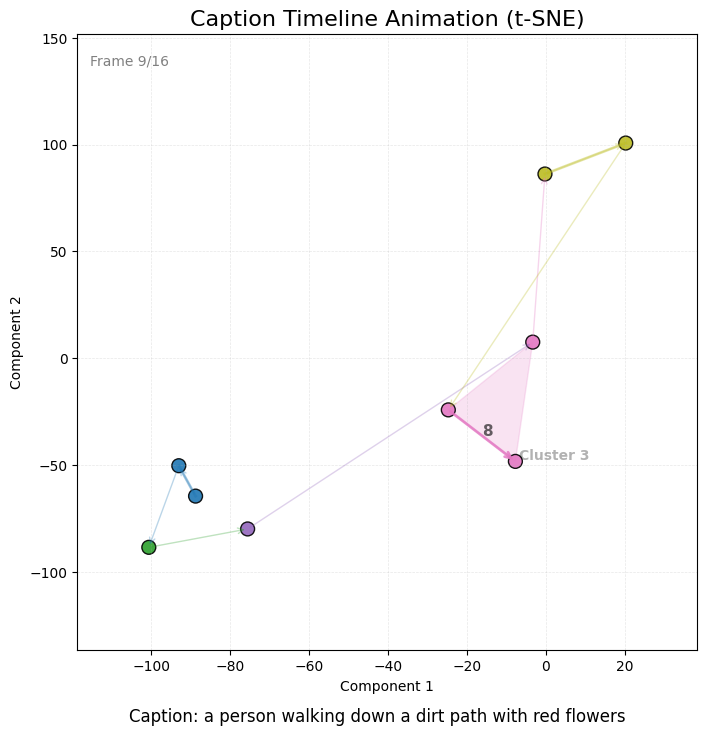 Caption Timeline Animation (t-SNE)
Frame 9/16
150
100
50
0
−50
−100
Component 2
8
Cluster 3
−100 −80 −60 −40 −20 0 20
Component 1
Caption: a person walking down a dirt path with red flowers